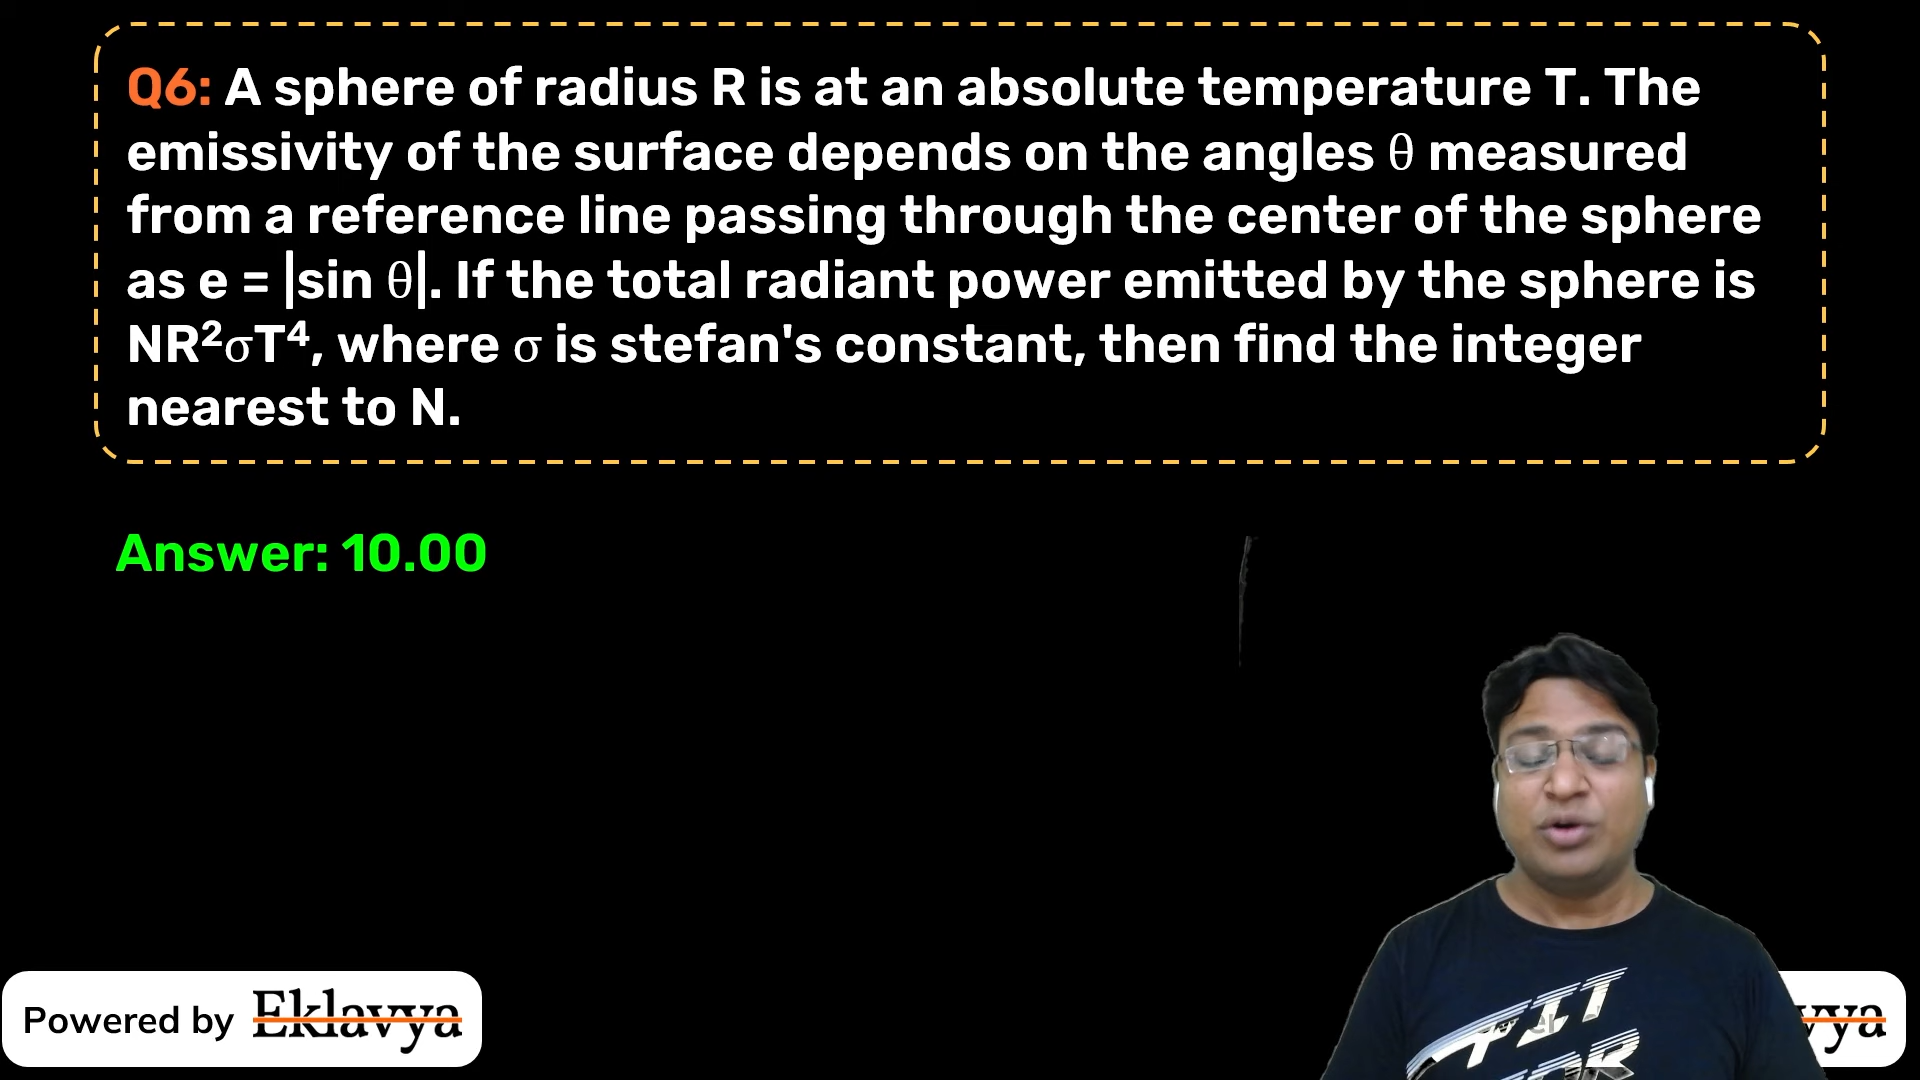 Q6: A sphere of radius R is at an absolute temperature T. The
emissivity of the surface depends on the angles θ measured
from a reference line passing through the center of the sphere
as e = |sin θ|. If the total radiant power emitted by the sphere is
NR²σT⁴, where σ is stefan's constant, then find the integer
nearest to N.
Answer: 10.00
Powered by Eklavya